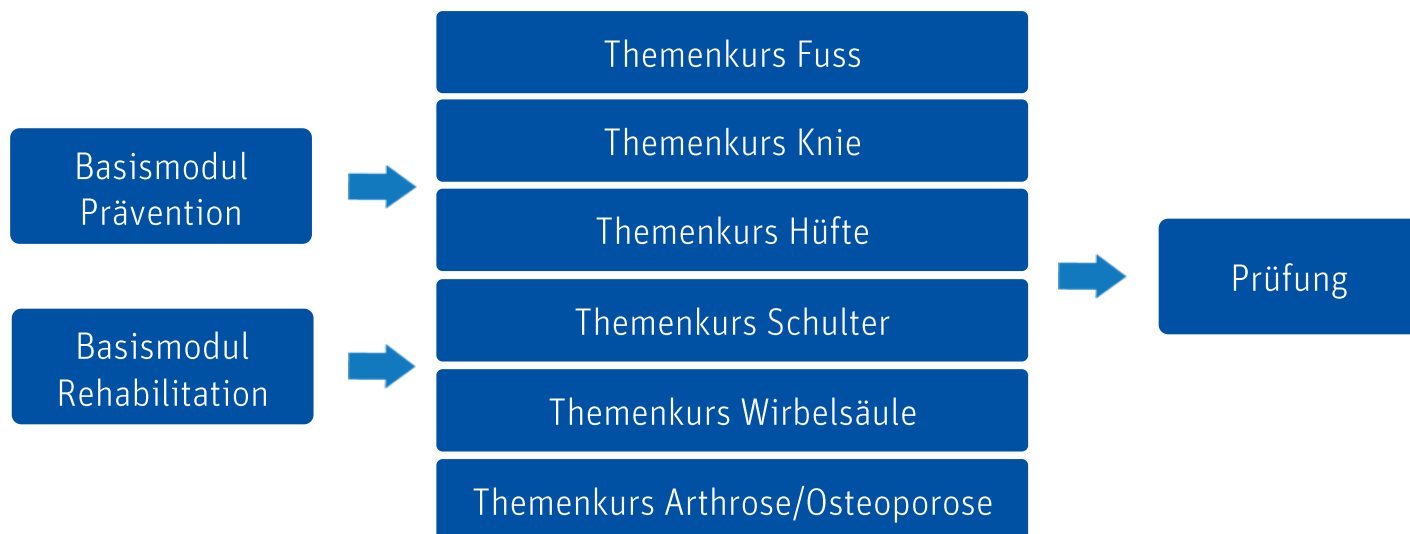 Basismodul
Prävention
Basismodul
Rehabilitation
Themenkurs Fuss
Themenkurs Knie
Themenkurs Hüfte
Themenkurs Schulter
Themenkurs Wirbelsäule
Themenkurs Arthrose/Osteoporose
Prüfung